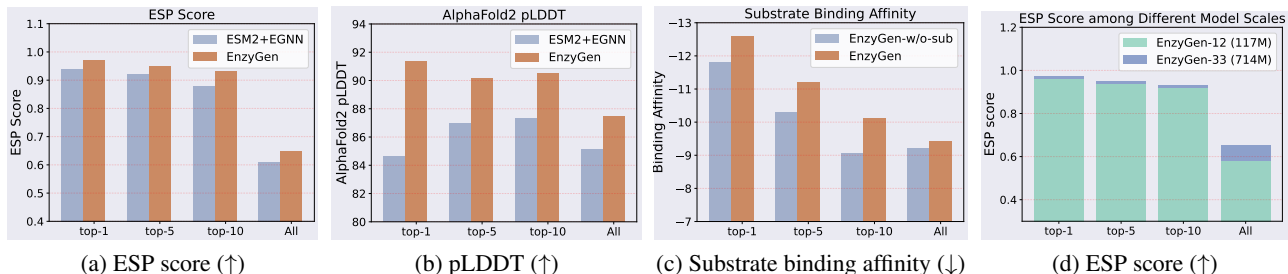 ESP Score
ESP Score
1.1
1.0
0.9
0.8
0.7
0.6
0.5
0.4
ESM2+EGNN
EnzyGen
top-1 top-5 top-10 All
(a) ESP score (↑)
AlphaFold2 pLDDT
AlphaFold2 pLDDT
94
92
90
88
86
84
82
80
ESM2+EGNN
EnzyGen
top-1 top-5 top-10 All
(b) pLDDT (↑)
Substrate Binding Affinity
Binding Affinity
−13
−12
−11
−10
−9
−8
−7
EnzyGen-w/o-sub
EnzyGen
top-1 top-5 top-10 All
(c) Substrate binding affinity (↓)
ESP Score among Different Model Scales
ESP score
1.0
0.8
0.6
0.4
EnzyGen-12 (117M)
EnzyGen-33 (714M)
top-1 top-5 top-10 All
(d) ESP score (↑)